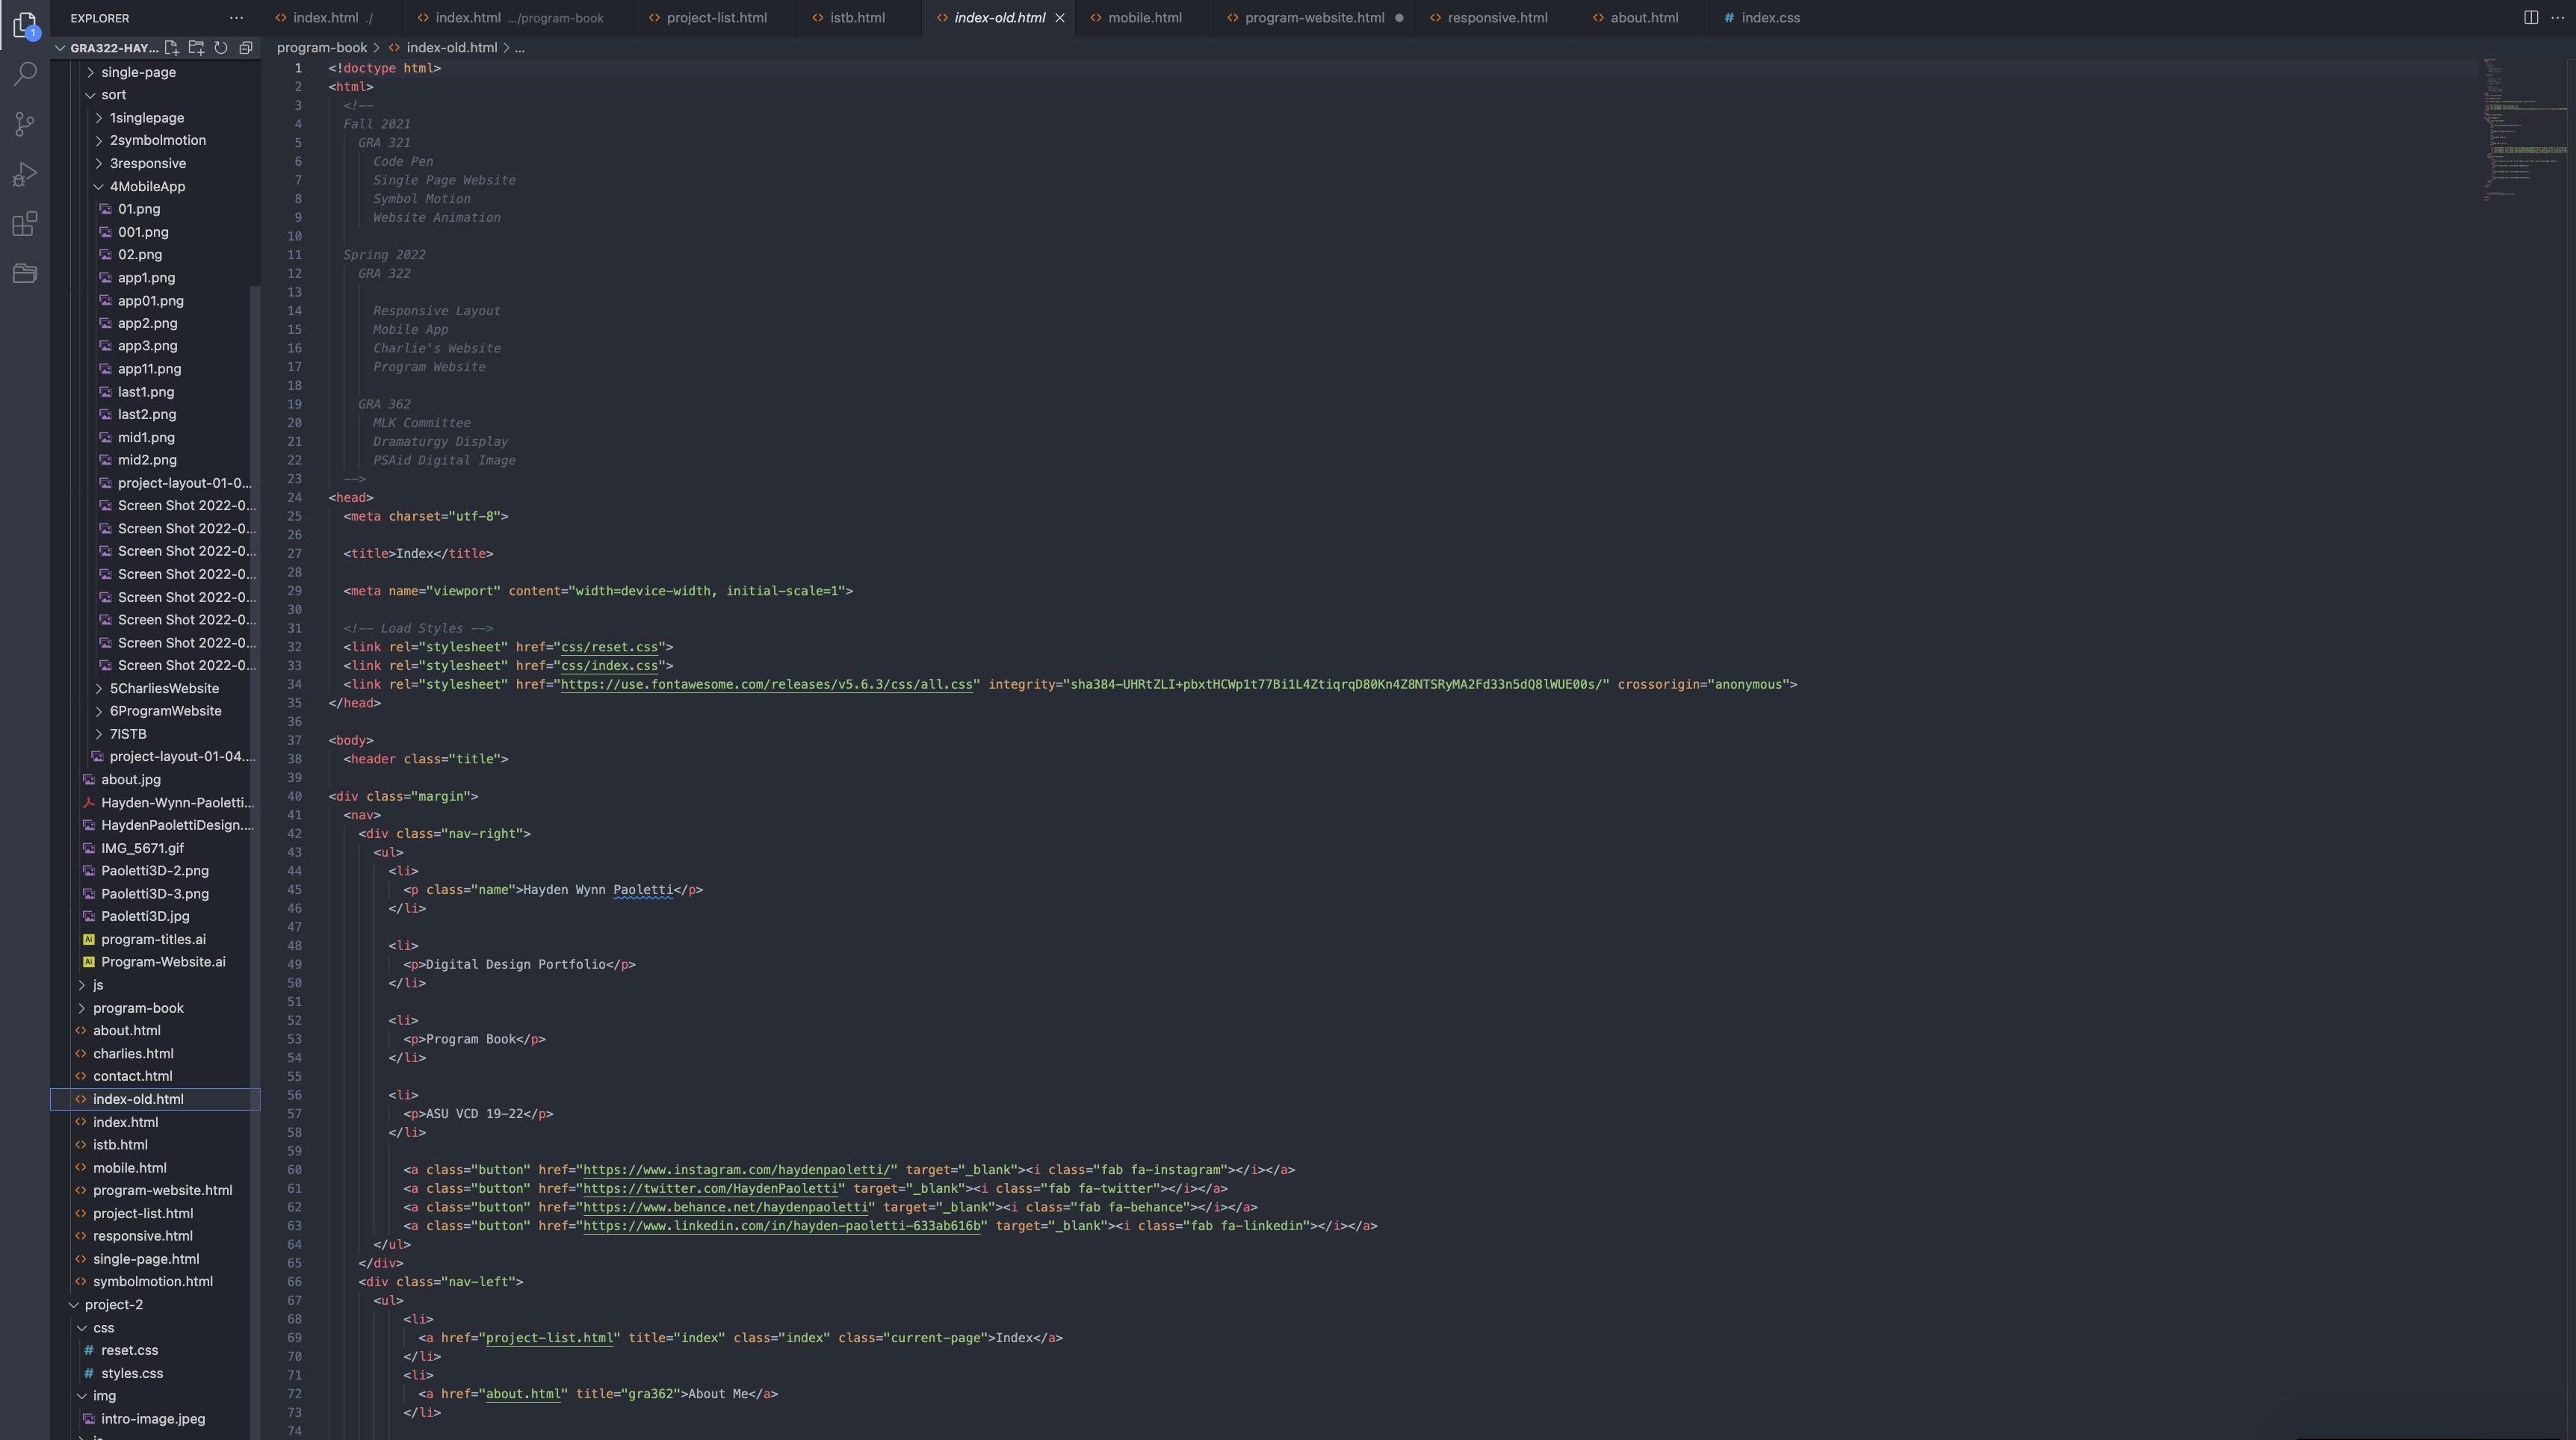 1
EXPLORER
GRA322-HAY...
single-page
sort
1singlepage
2symbolmotion
3responsive
4MobileApp
01.png
001.png
02.png
app1.png
app01.png
app2.png
app3.png
app11.png
last1.png
last2.png
mid1.png
mid2.png
project-layout-01-0...
Screen Shot 2022-0...
Screen Shot 2022-0...
Screen Shot 2022-0...
Screen Shot 2022-0...
Screen Shot 2022-0...
Screen Shot 2022-0...
Screen Shot 2022-0...
Screen Shot 2022-0...
5CharliesWebsite
6ProgramWebsite
7ISTB
project-layout-01-04....
about.jpg
Hayden-Wynn-Paoletti...
HaydenPaolettiDesign....
IMG_5671.gif
Paoletti3D-2.png
Paoletti3D-3.png
Paoletti3D.jpg
Ai program-titles.ai
Ai Program-Website.ai
js
program-book
about.html
charlies.html
contact.html
index-old.html
index.html
istb.html
mobile.html
program-website.html
project-list.html
responsive.html
single-page.html
symbolmotion.html
project-2
css
# reset.css
# styles.css
img
intro-image.jpeg
index.html ./ index.html .../program-book project-list.html istb.html index-old.html mobile.html program-website.html responsive.html about.html # index.css
program-book > index-old.html > ...
1 <!doctype html>
2 <html>
3 <!--
4 Fall 2021
5 GRA 321
6 Code Pen
7 Single Page Website
8 Symbol Motion
9 Website Animation
10
11 Spring 2022
12 GRA 322
13
14 Responsive Layout
15 Mobile App
16 Charlie's Website
17 Program Website
18
19 GRA 362
20 MLK Committee
21 Dramaturgy Display
22 PSAid Digital Image
23 -->
24 <head>
25 <meta charset="utf-8">
26
27 <title>Index</title>
28
29 <meta name="viewport" content="width=device-width, initial-scale=1">
30
31 <!-- Load Styles -->
32 <link rel="stylesheet" href="css/reset.css">
33 <link rel="stylesheet" href="css/index.css">
34 <link rel="stylesheet" href="https://use.fontawesome.com/releases/v5.6.3/css/all.css" integrity="sha384-UHRtZLI+pbxtHCWp1t77Bi1L4ZtiqrqD80Kn4Z8NTSRyMA2Fd33n5dQ8lWUE00s/" crossorigin="anonymous">
35 </head>
36
37 <body>
38 <header class="title">
39
40 <div class="margin">
41 <nav>
42 <div class="nav-right">
43 <ul>
44 <li>
45 <p class="name">Hayden Wynn Paoletti</p>
46 </li>
47
48 <li>
49 <p>Digital Design Portfolio</p>
50 </li>
51
52 <li>
53 <p>Program Book</p>
54 </li>
55
56 <li>
57 <p>ASU VCD 19-22</p>
58 </li>
59
60 <a class="button" href="https://www.instagram.com/haydenpaoletti/" target="_blank"><i class="fab fa-instagram"></i></a>
61 <a class="button" href="https://twitter.com/HaydenPaoletti" target="_blank"><i class="fab fa-twitter"></i></a>
62 <a class="button" href="https://www.behance.net/haydenpaoletti" target="_blank"><i class="fab fa-behance"></i></a>
63 <a class="button" href="https://www.linkedin.com/in/hayden-paoletti-633ab616b" target="_blank"><i class="fab fa-linkedin"></i></a>
64 </ul>
65 </div>
66 <div class="nav-left">
67 <ul>
68 <li>
69 <a href="project-list.html" title="index" class="index" class="current-page">Index</a>
70 </li>
71 <li>
72 <a href="about.html" title="gra362">About Me</a>
73 </li>
74